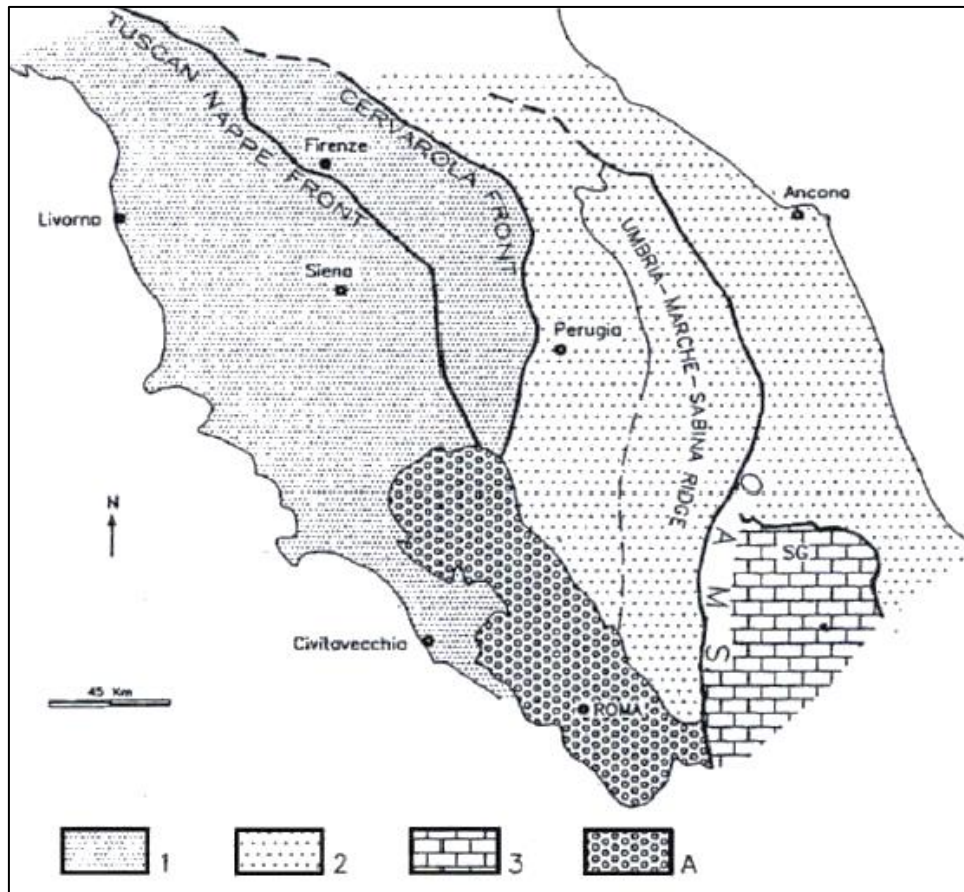 TUSCAN NAPPE FRONT
CERVAROLA FRONT
Firenze
Livorno
Siena
Ancona
UMBRIA-MARCHE-SABINA RIDGE
Perugia
OAMS
SG
N
Civitavecchia
45 Km
ROMA
1
2
3
A